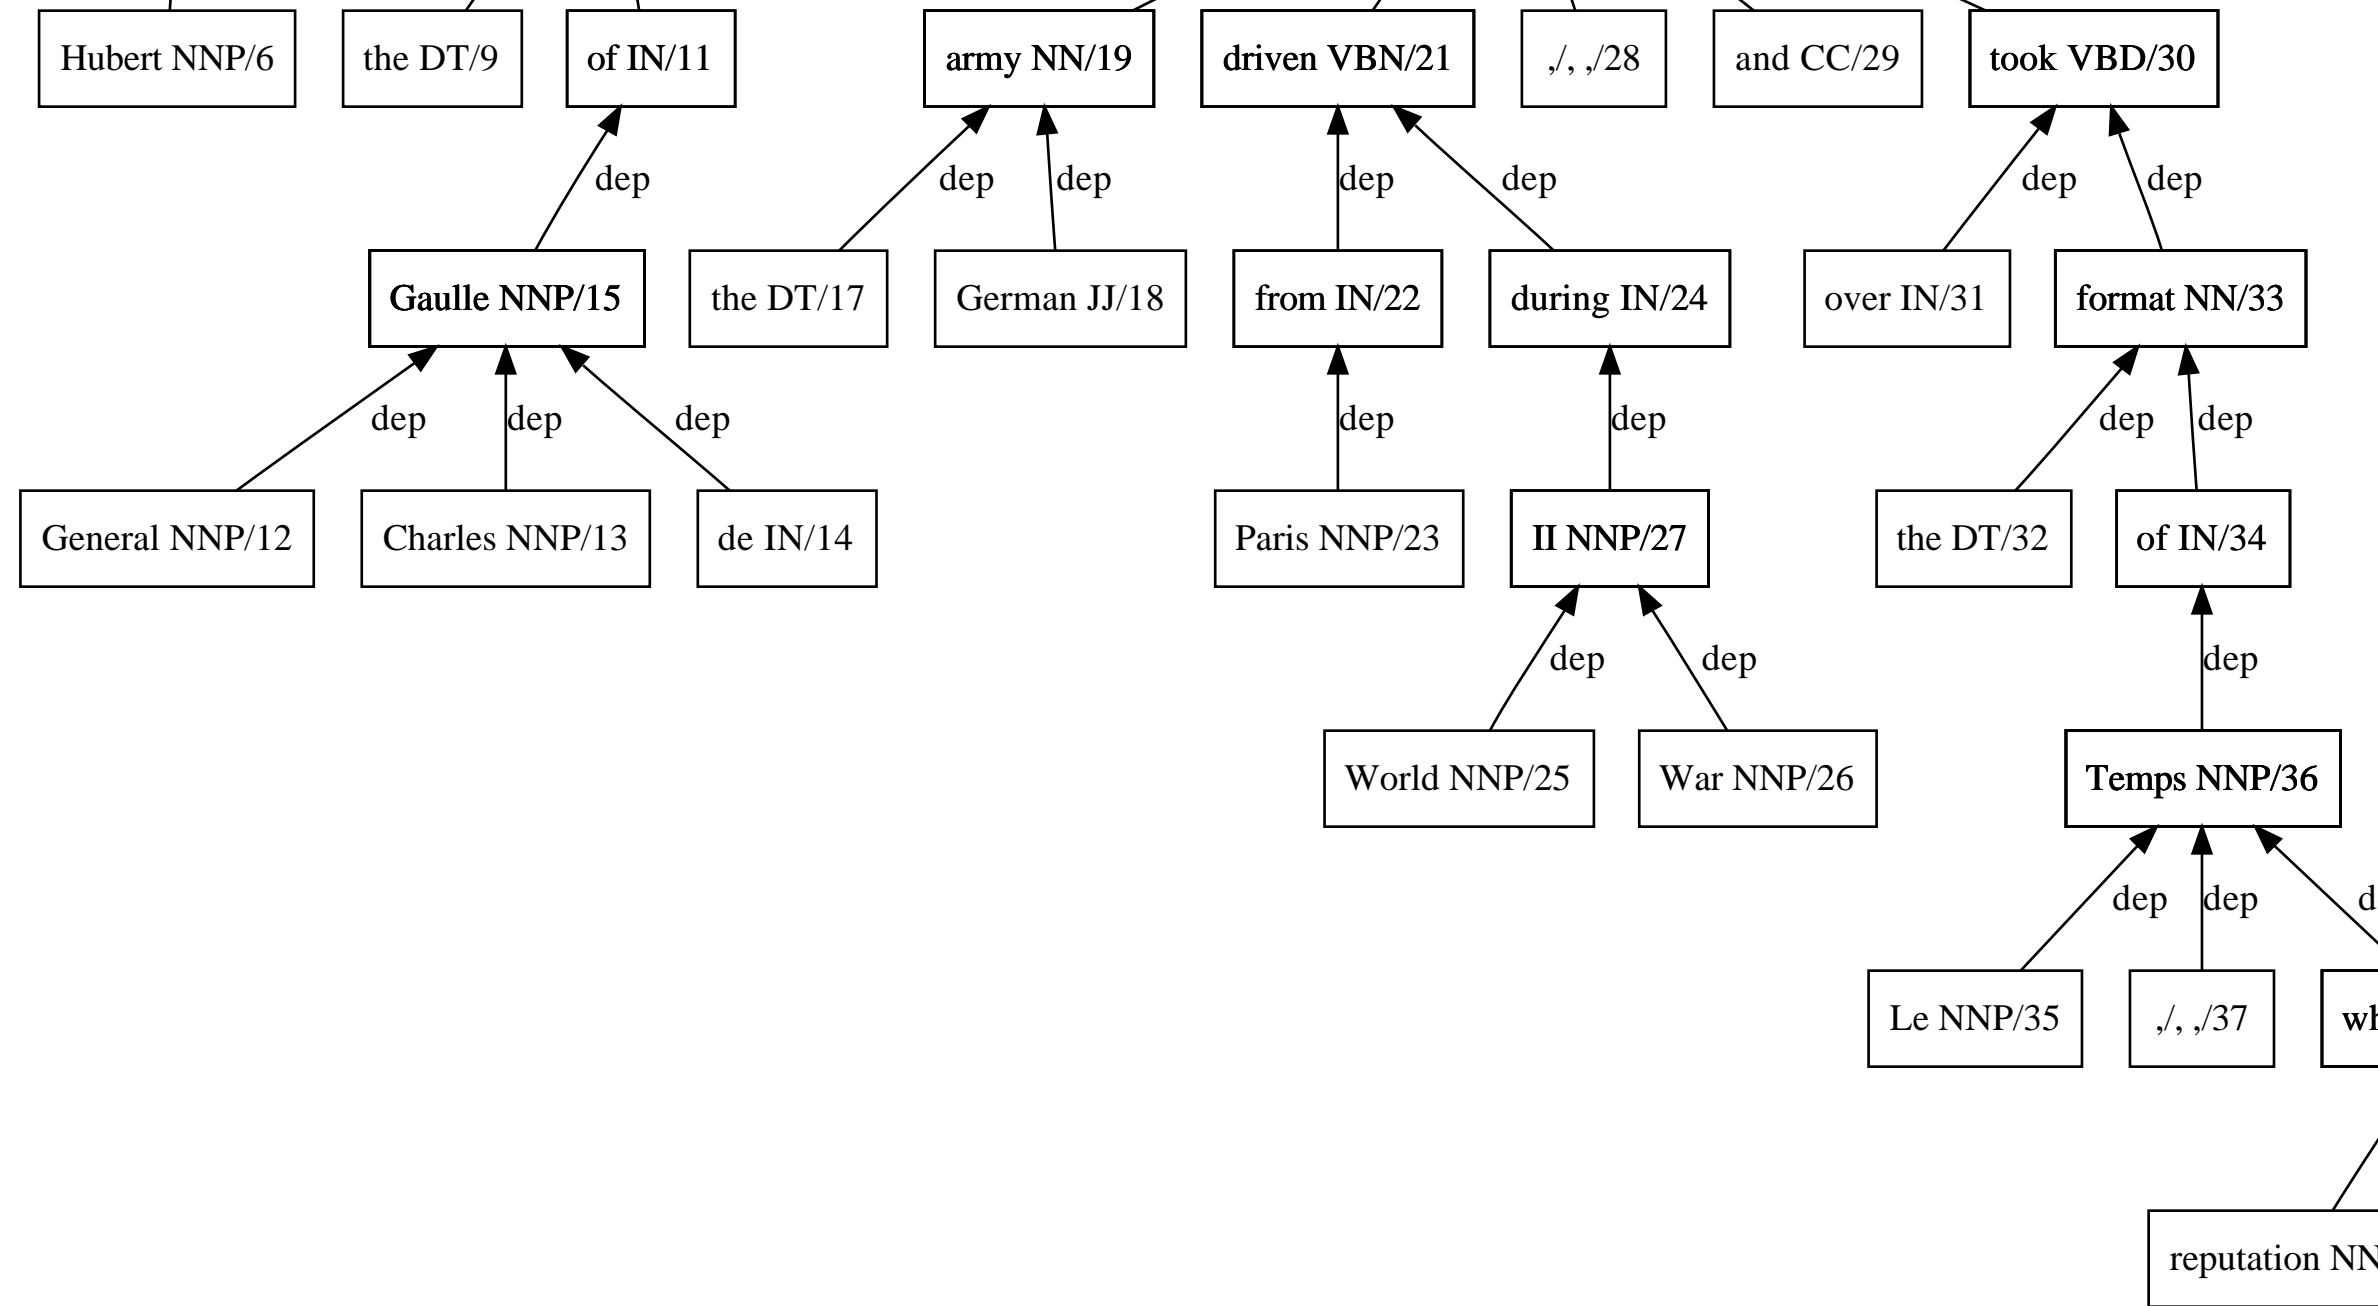 Hubert NNP/6 the DT/9 of IN/11 army NN/19 driven VBN/21 ,/, ,/28 and CC/29 took VBD/30
dep dep dep dep dep dep dep
Gaulle NNP/15 the DT/17 German JJ/18 from IN/22 during IN/24 over IN/31 format NN/33
dep dep dep dep dep dep dep
General NNP/12 Charles NNP/13 de IN/14 Paris NNP/23 II NNP/27 the DT/32 of IN/34
dep dep dep
World NNP/25 War NNP/26 Temps NNP/36
dep dep
Le NNP/35 ,/, ,/37
reputation